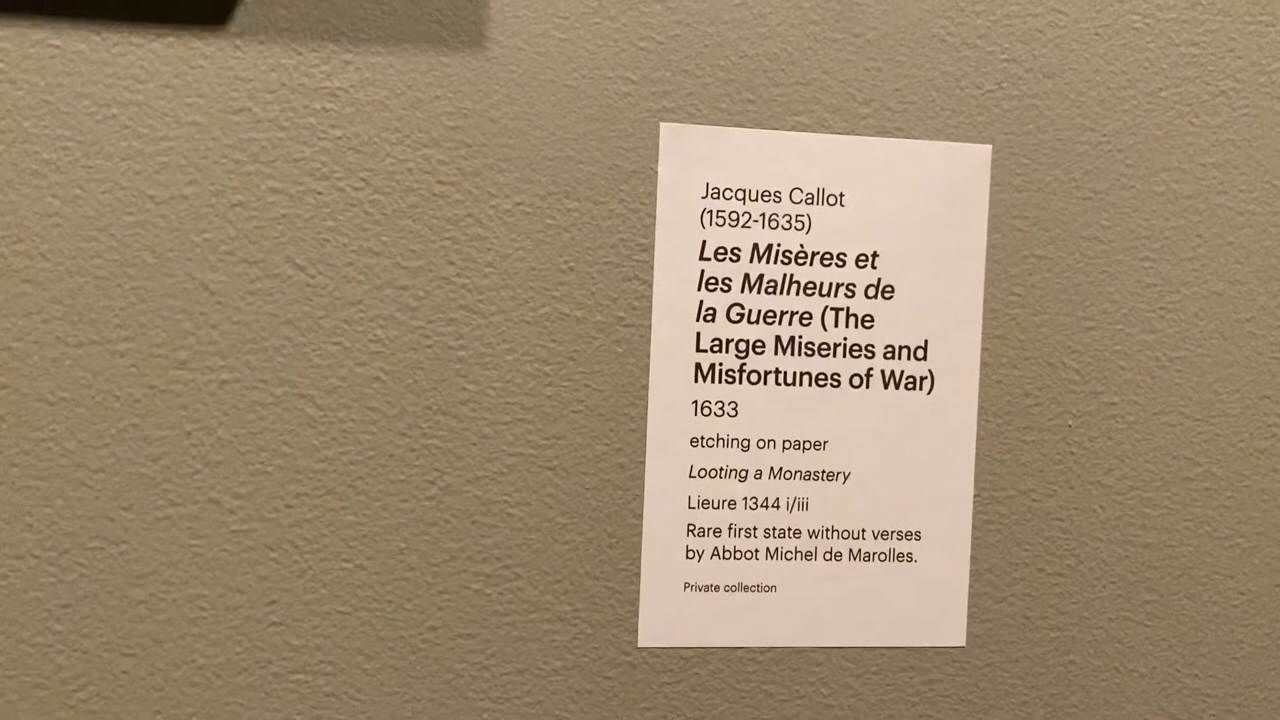 Jacques Callot
(1592-1635)
Les Misères et
les Malheurs de
la Guerre (The
Large Miseries and
Misfortunes of War)
1633
etching on paper
Looting a Monastery
Lieure 1344 i/iii
Rare first state without verses
by Abbot Michel de Marolles.
Private collection